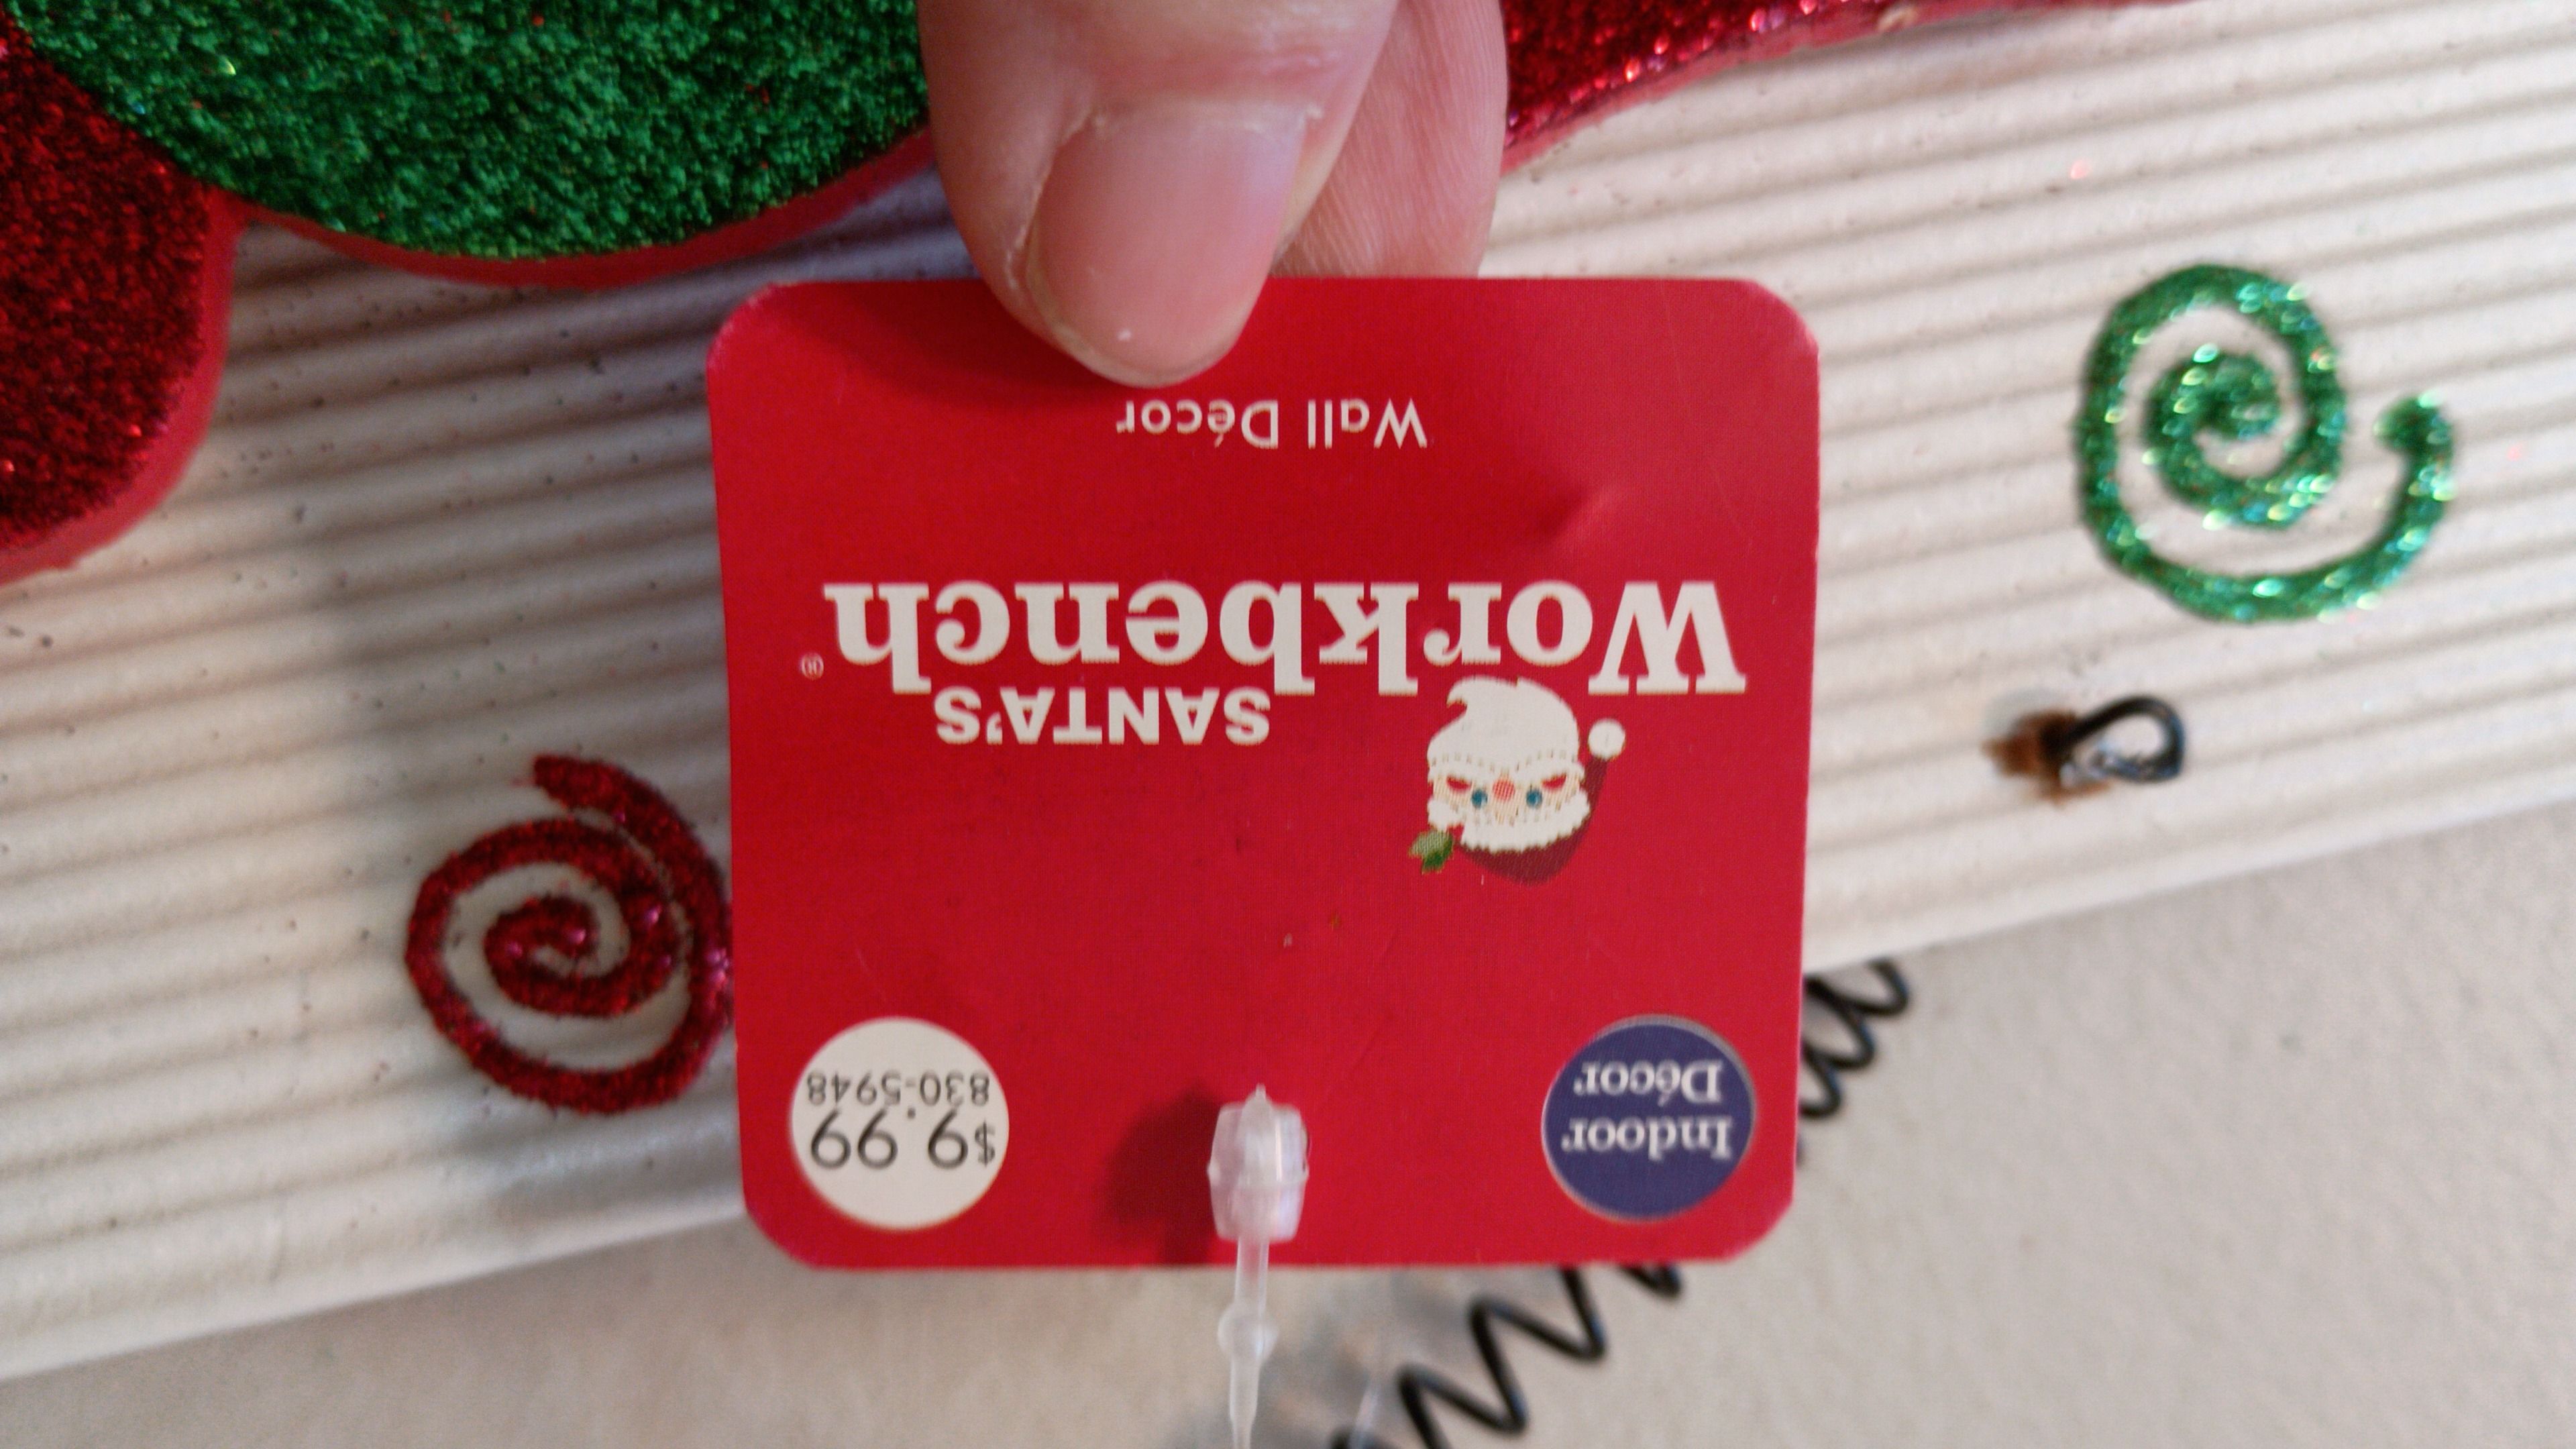 Indoor
Décor
$9.99
830-5948
SANTA'S
Workbench®
Wall Décor